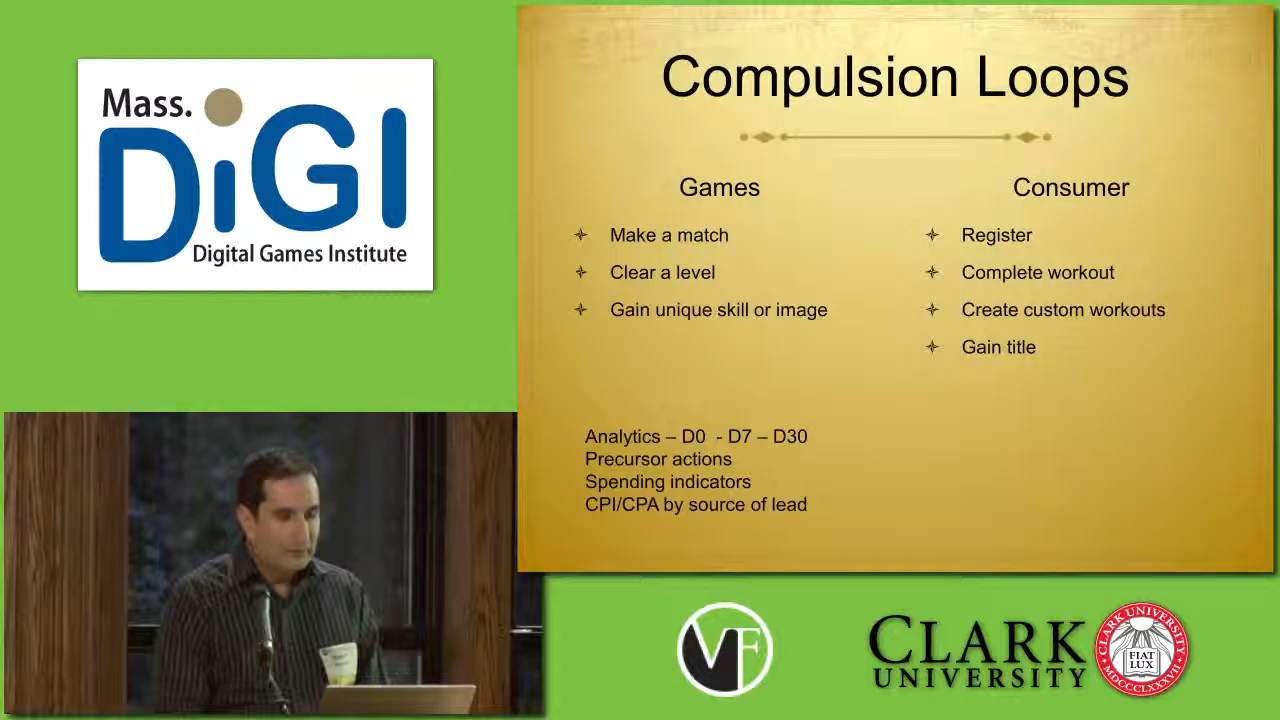 Mass.
DiGI
Digital Games Institute
Compulsion Loops
Games
Make a match
Clear a level
Gain unique skill or image
Consumer
Register
Complete workout
Create custom workouts
Gain title
Analytics – D0 - D7 – D30
Precursor actions
Spending indicators
CPI/CPA by source of lead
VF
CLARK
UNIVERSITY
CLARK UNIVERSITY
FIAT
LUX
MDCCCLXXXVII